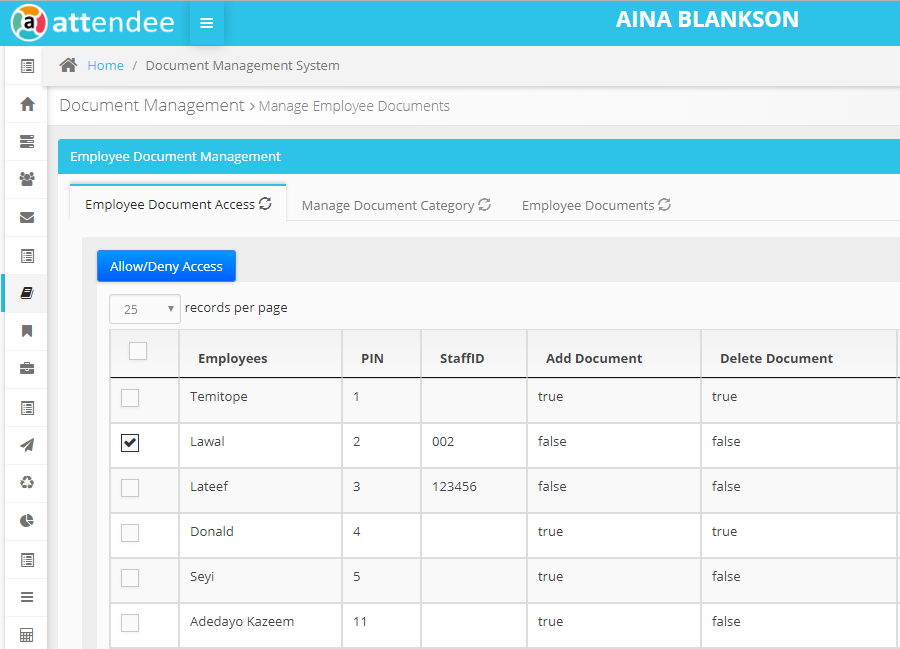 a attendee
AINA BLANKSON
Home / Document Management System
Document Management > Manage Employee Documents
Employee Document Management
Employee Document Access Manage Document Category Employee Documents
Allow/Deny Access
25 records per page
Employees PIN StaffID Add Document Delete Document
Temitope 1 true true
Lawal 2 002 false false
Lateef 3 123456 false false
Donald 4 true true
Seyi 5 true false
Adedayo Kazeem 11 true false